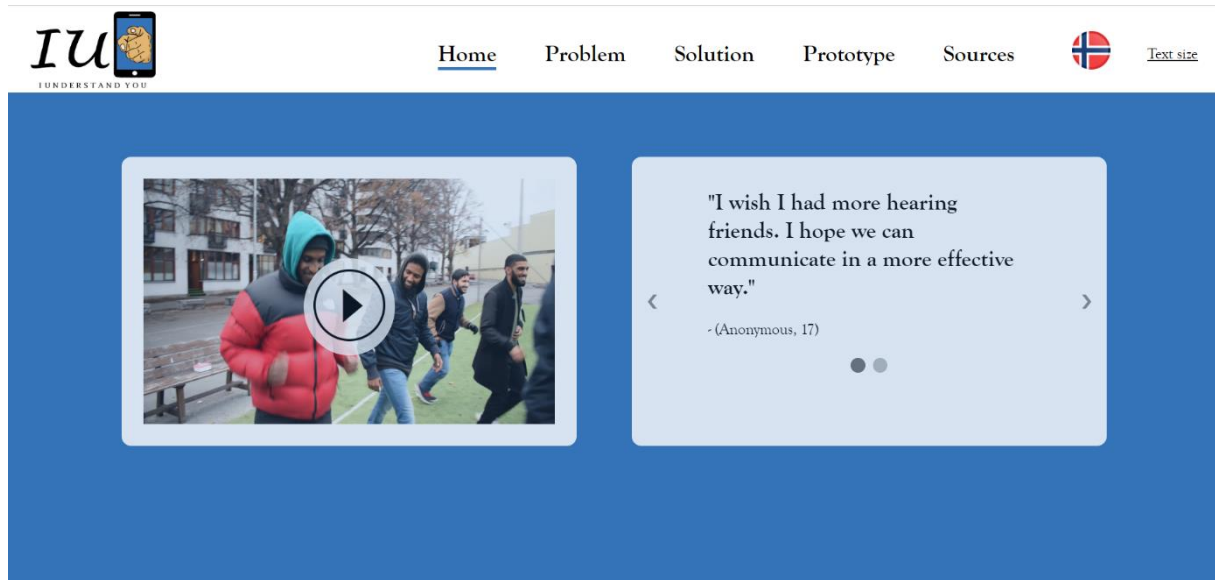 IU
IUNDERSTAND YOU
Home Problem Solution Prototype Sources Text size
"I wish I had more hearing
friends. I hope we can
communicate in a more effective
way."
- (Anonymous, 17)